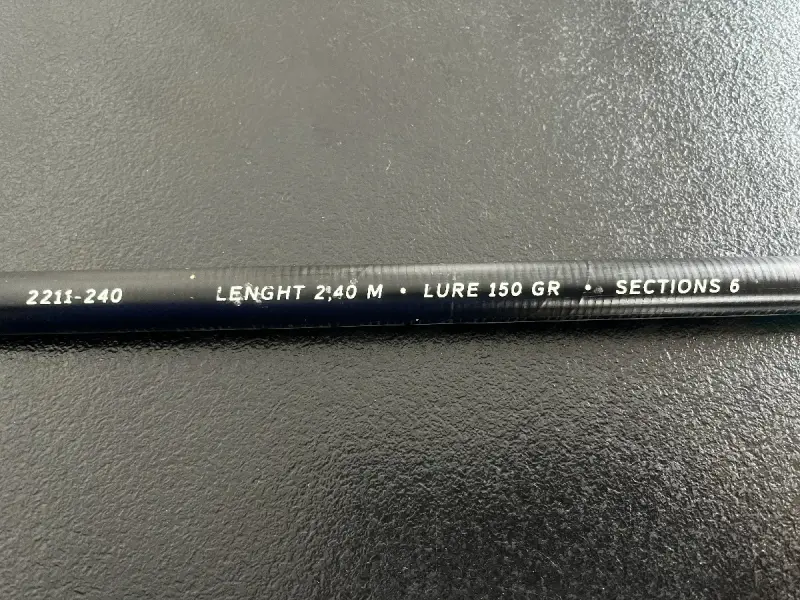 2211-240 LENGHT 2,40 M • LURE 150 GR • SECTIONS 6